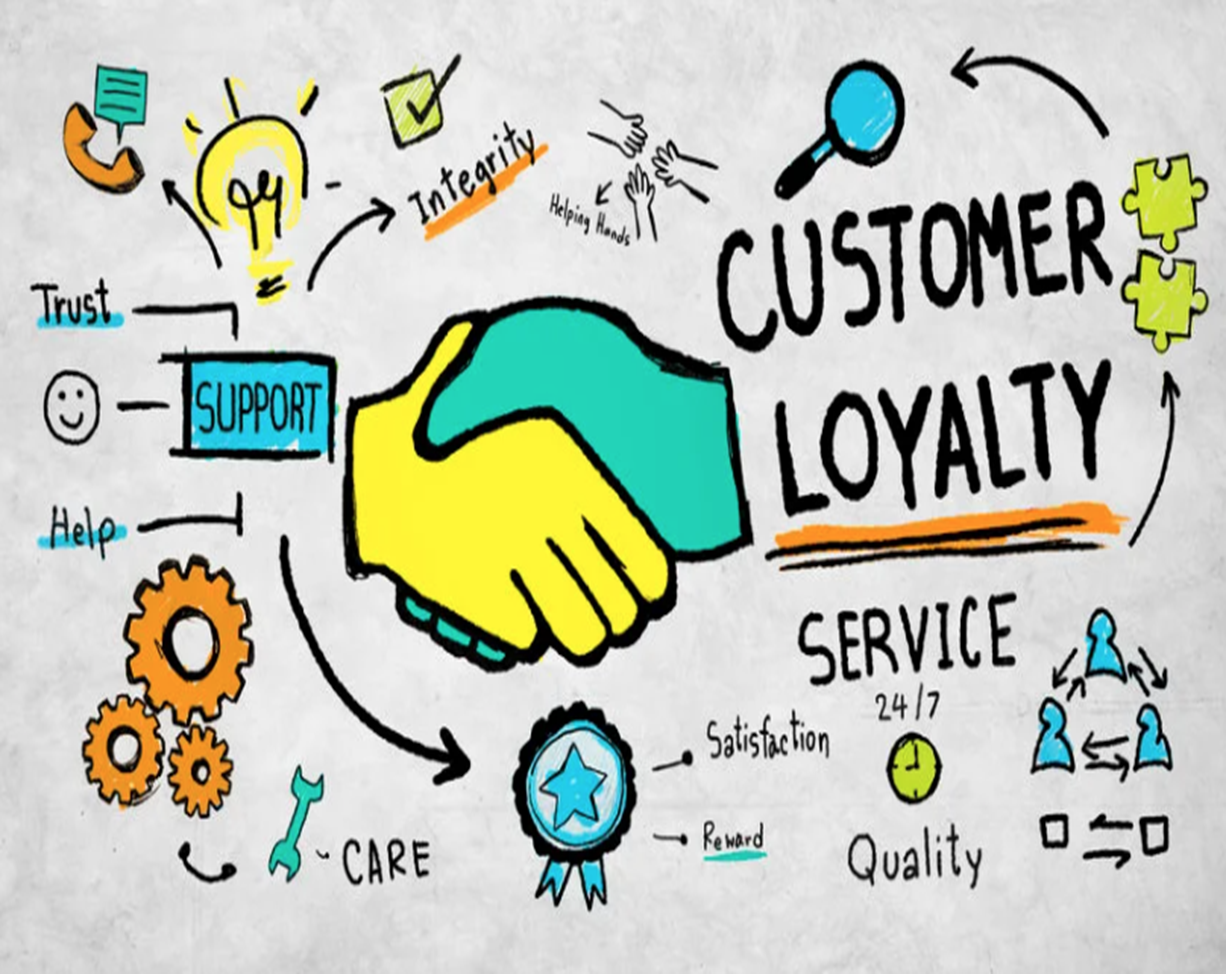 Integrity
Helping Hands
CUSTOMER
LOYALTY
Trust
SUPPORT
Help
SERVICE
24/7
Satisfaction
Reward
Quality
CARE